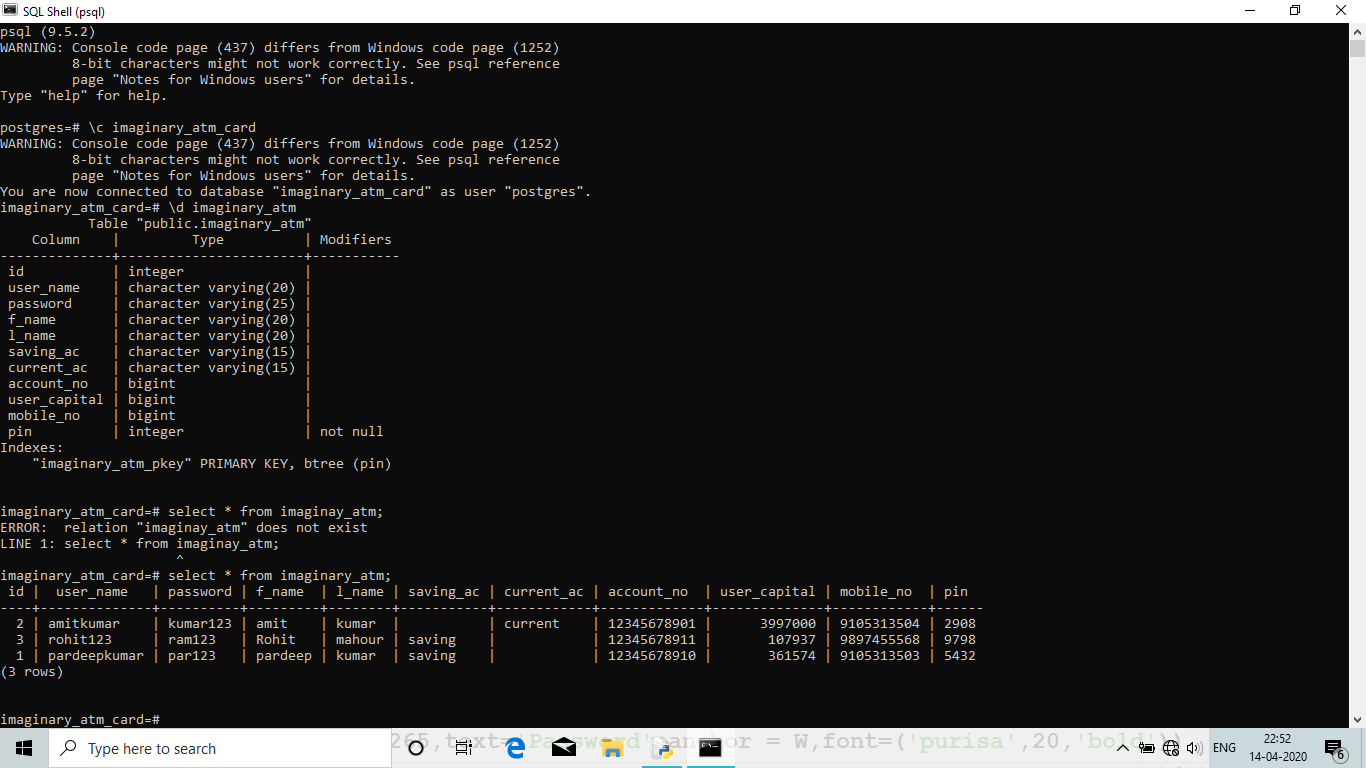 SQL Shell (psql)
psql (9.5.2)
WARNING: Console code page (437) differs from Windows code page (1252)
         8-bit characters might not work correctly. See psql reference
         page "Notes for Windows users" for details.
Type "help" for help.

postgres=# \c imaginary_atm_card
WARNING: Console code page (437) differs from Windows code page (1252)
         8-bit characters might not work correctly. See psql reference
         page "Notes for Windows users" for details.
You are now connected to database "imaginary_atm_card" as user "postgres".
imaginary_atm_card=# \d imaginary_atm
           Table "public.imaginary_atm"
    Column    |         Type          | Modifiers
--------------+-----------------------+-----------
 id           | integer               |
 user_name    | character varying(20) |
 password     | character varying(25) |
 f_name       | character varying(20) |
 l_name       | character varying(20) |
 saving_ac    | character varying(15) |
 current_ac   | character varying(15) |
 account_no   | bigint                |
 user_capital | bigint                |
 mobile_no    | bigint                |
 pin          | integer               | not null
Indexes:
    "imaginary_atm_pkey" PRIMARY KEY, btree (pin)

imaginary_atm_card=# select * from imaginay_atm;
ERROR:  relation "imaginay_atm" does not exist
LINE 1: select * from imaginay_atm;
                      ^
imaginary_atm_card=# select * from imaginary_atm;
 id |  user_name   | password | f_name  | l_name | saving_ac | current_ac | account_no  | user_capital | mobile_no  | pin
----+--------------+----------+---------+--------+-----------+------------+-------------+--------------+------------+------
  2 | amitkumar    | kumar123 | amit    | kumar  |           | current    | 12345678901 |      3997000 | 9105313504 | 2908
  3 | rohit123     | ram123   | Rohit   | mahour | saving    |            | 12345678911 |       107937 | 9897455568 | 9798
  1 | pardeepkumar | par123   | pardeep | kumar  | saving    |            | 12345678910 |       361574 | 9105313503 | 5432
(3 rows)

imaginary_atm_card=#
Type here to search
265,text='Password' = W,font=('purisa',20,'bold'))
ENG
22:52
14-04-2020
6